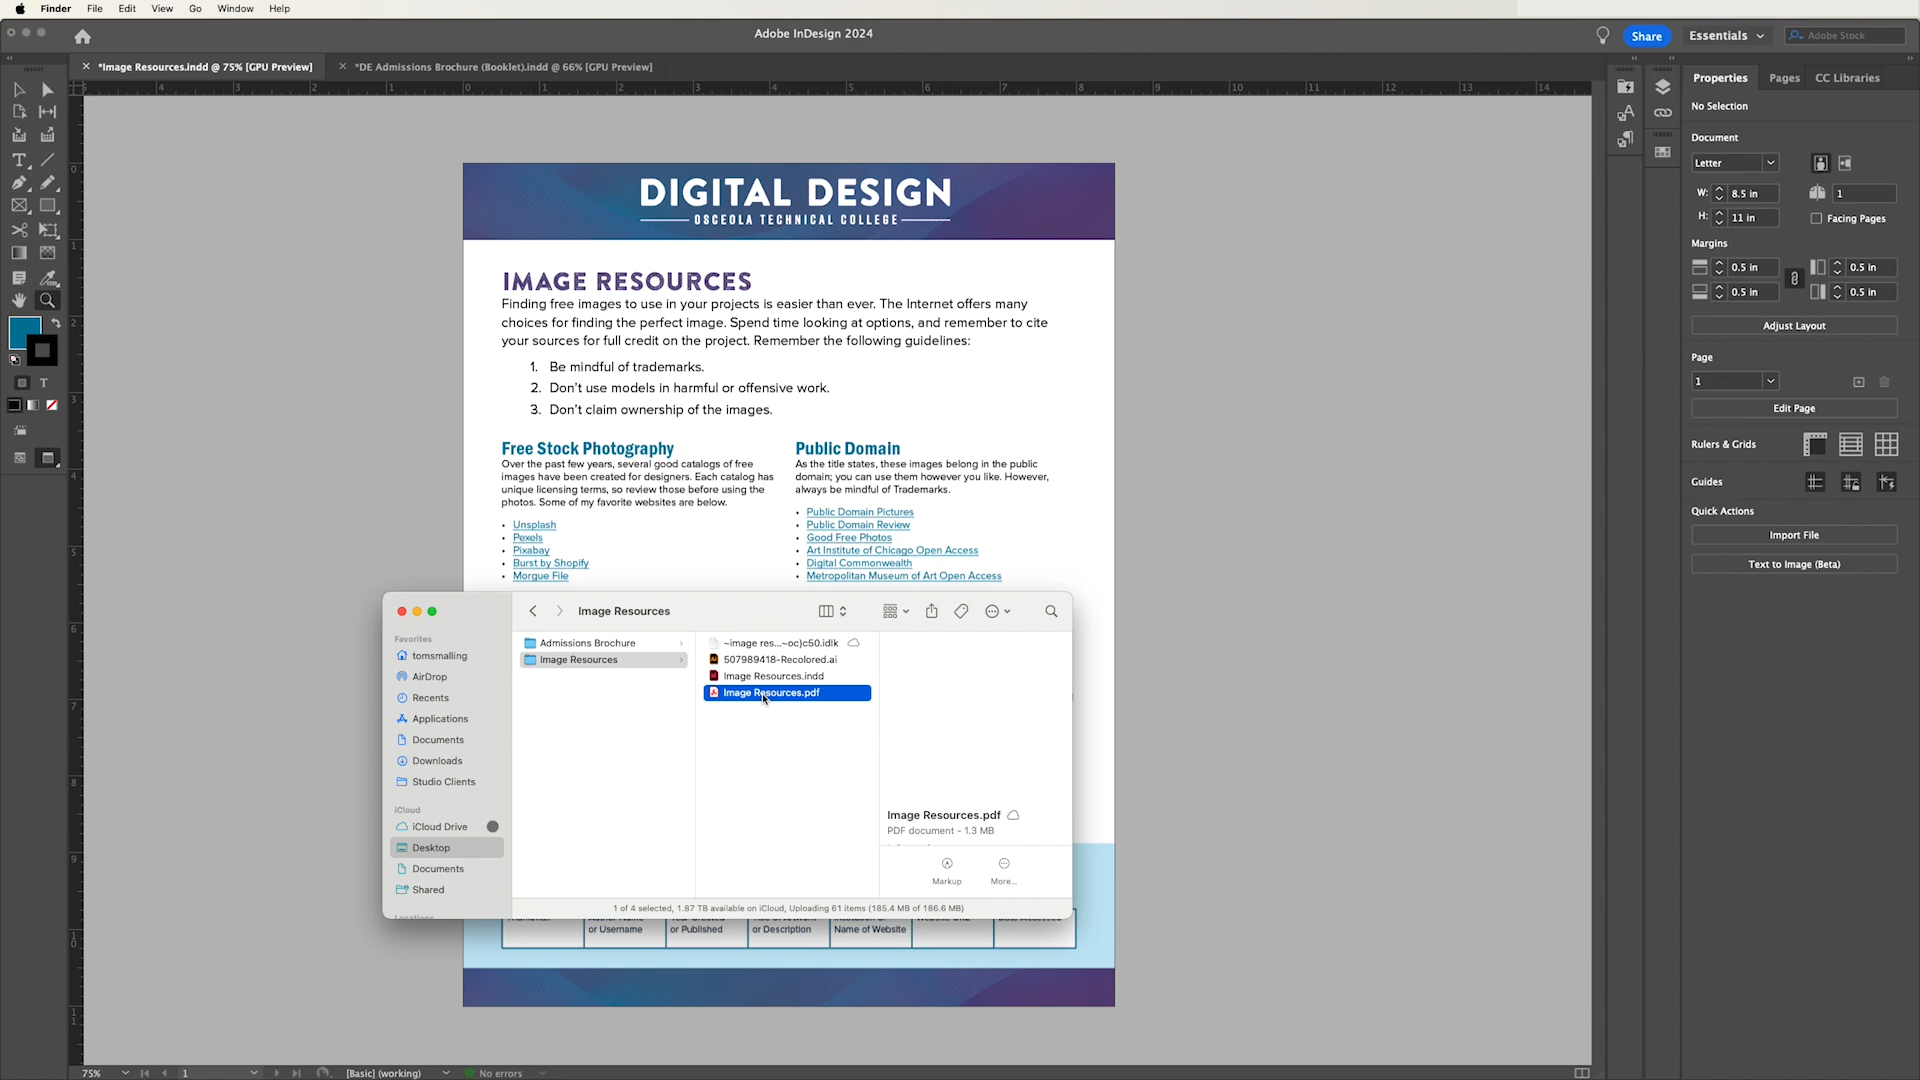 Finder File Edit View Go Window Help
Adobe InDesign 2024
Share
Essentials
Adobe Stock
*Image Resources.indd @ 75% [GPU Preview]
*DE Admissions Brochure (Booklet).indd @ 66% [GPU Preview]
Properties Pages CC Libraries
No Selection
Document
Letter
W: 8.5 in
1
H: 11 in
Facing Pages
Margins
0.5 in
0.5 in
0.5 in
0.5 in
Adjust Layout
Page
1
Edit Page
Rulers & Grids
Guides
Quick Actions
Import File
Text to Image (Beta)
DIGITAL DESIGN
OSCEOLA TECHNICAL COLLEGE
IMAGE RESOURCES
Finding free images to use in your projects is easier than ever. The Internet offers many
choices for finding the perfect image. Spend time looking at options, and remember to cite
your sources for full credit on the project. Remember the following guidelines:
1. Be mindful of trademarks.
2. Don't use models in harmful or offensive work.
3. Don't claim ownership of the images.
Free Stock Photography
Over the past few years, several good catalogs of free
images have been created for designers. Each catalog has
unique licensing terms, so review those before using the
photos. Some of my favorite websites are below.
• Unsplash
• Pexels
• Pixabay
• Burst by Shopify
• Morgue File
Public Domain
As the title states, these images belong in the public
domain; you can use them however you like. However,
always be mindful of Trademarks.
• Public Domain Pictures
• Public Domain Review
• Good Free Photos
• Art Institute of Chicago Open Access
• Digital Commonwealth
• Metropolitan Museum of Art Open Access
Image Resources
Favorites
tomsmalling
AirDrop
Recents
Applications
Documents
Downloads
Studio Clients
iCloud
iCloud Drive
Desktop
Documents
Shared
Admissions Brochure
Image Resources
~image res...~oc)c50.idlk
507989418-Recolored.ai
Image Resources.indd
Image Resources.pdf
Image Resources.pdf
PDF document - 1.3 MB
Markup
More...
1 of 4 selected, 1.87 TB available on iCloud, Uploading 61 items (185.4 MB of 186.6 MB)
or Username
or Published
or Description
Name of Website
75%
1
[Basic] (working)
No errors